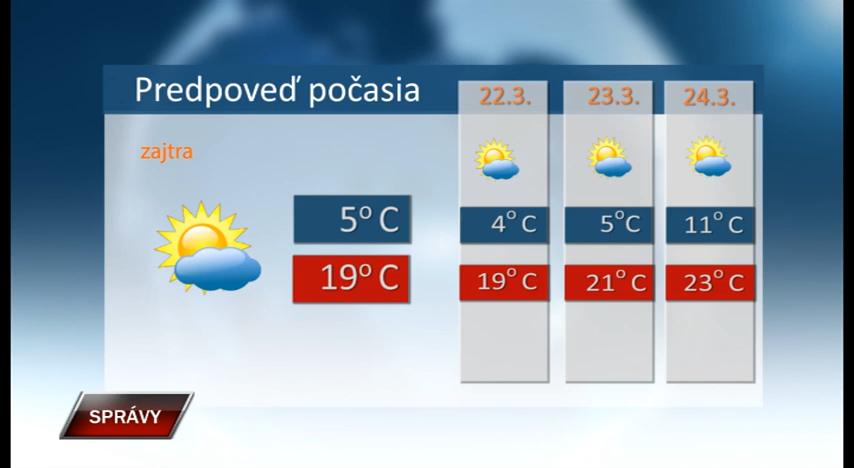 Predpoveď počasia
zajtra
5° C
19° C
22.3.
4° C
19° C
23.3.
5°C
21° C
24.3.
11° C
23° C
SPRÁVY